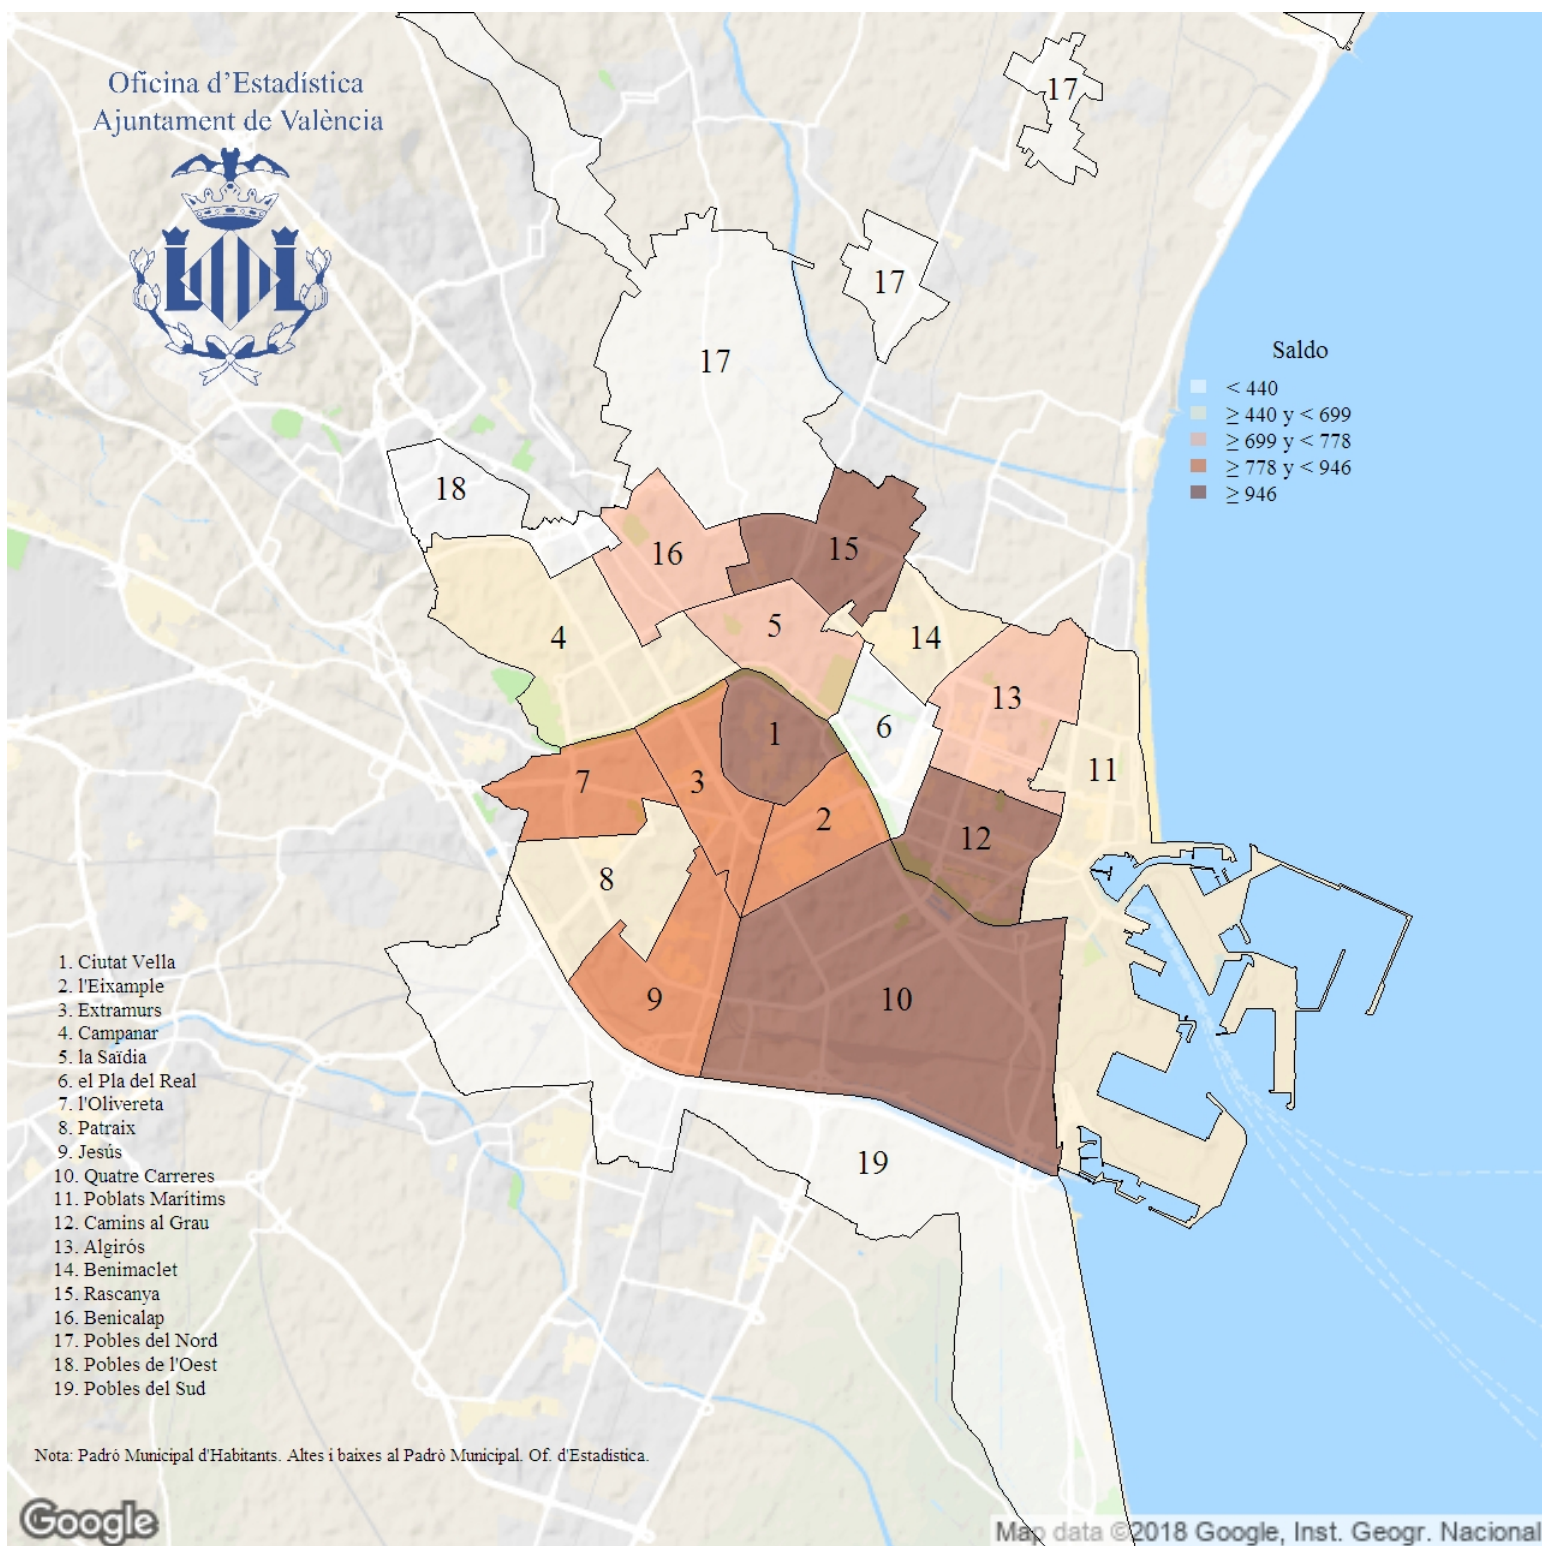 Oficina d'Estadística
Ajuntament de València
17
17
17
Saldo
< 440
≥ 440 y < 699
≥ 699 y < 778
≥ 778 y < 946
≥ 946
18
16
15
4
5
14
13
6
1
11
7
3
2
12
8
9
10
19
1. Ciutat Vella
2. l'Eixample
3. Extramurs
4. Campanar
5. la Saïdia
6. el Pla del Real
7. l'Olivereta
8. Patraix
9. Jesús
10. Quatre Carreres
11. Poblats Marítims
12. Camins al Grau
13. Algirós
14. Benimaclet
15. Rascanya
16. Benicalap
17. Pobles del Nord
18. Pobles de l'Oest
19. Pobles del Sud
Nota: Padrò Municipal d'Habitants. Altes i baixes al Padrò Municipal. Of. d'Estadistica.
Google
Map data ©2018 Google, Inst. Geogr. Nacional